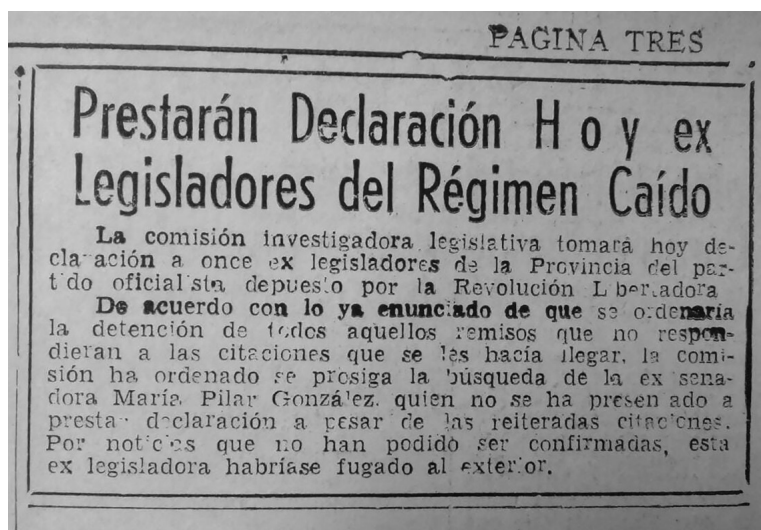 PAGINA TRES
Prestarán Declaración Hoy ex
Legisladores del Régimen Caído
La comisión investigadora legislativa tomará hoy de-
claración a once ex legisladores de la Provincia del par-
tido oficialista depuesto por la Revolución Libertadora
De acuerdo con lo ya enunciado de que se ordenaría
la detención de todos aquellos remisos que no respon-
dieran a las citaciones que se les hacía llegar, la comi-
sión ha ordenado se prosiga la búsqueda de la ex sena-
dora María Pilar González, quien no se ha presentado a
prestar declaración a pesar de las reiteradas citaciones.
Por noticias que no han podido ser confirmadas, esta
ex legisladora habríase fugado al exterior.